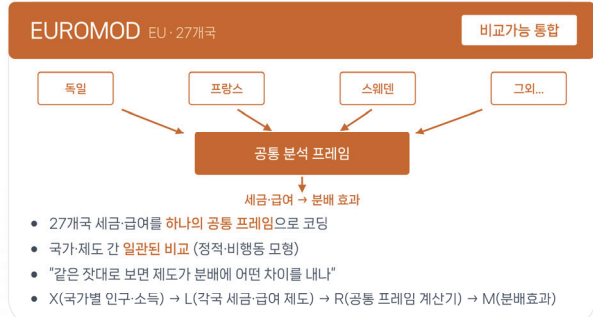 EUROMOD EU · 27개국
비교가능 통합
독일
프랑스
스웨덴
그외...
공통 분석 프레임
세금·급여 → 분배 효과
• 27개국 세금·급여를 하나의 공통 프레임으로 코딩
• 국가·제도 간 일관된 비교 (정적·비행동 모형)
• "같은 잣대로 보면 제도가 분배에 어떤 차이를 내나"
• X(국가별 인구·소득) → L(각국 세금·급여 제도) → R(공통 프레임 계산기) → M(분배효과)